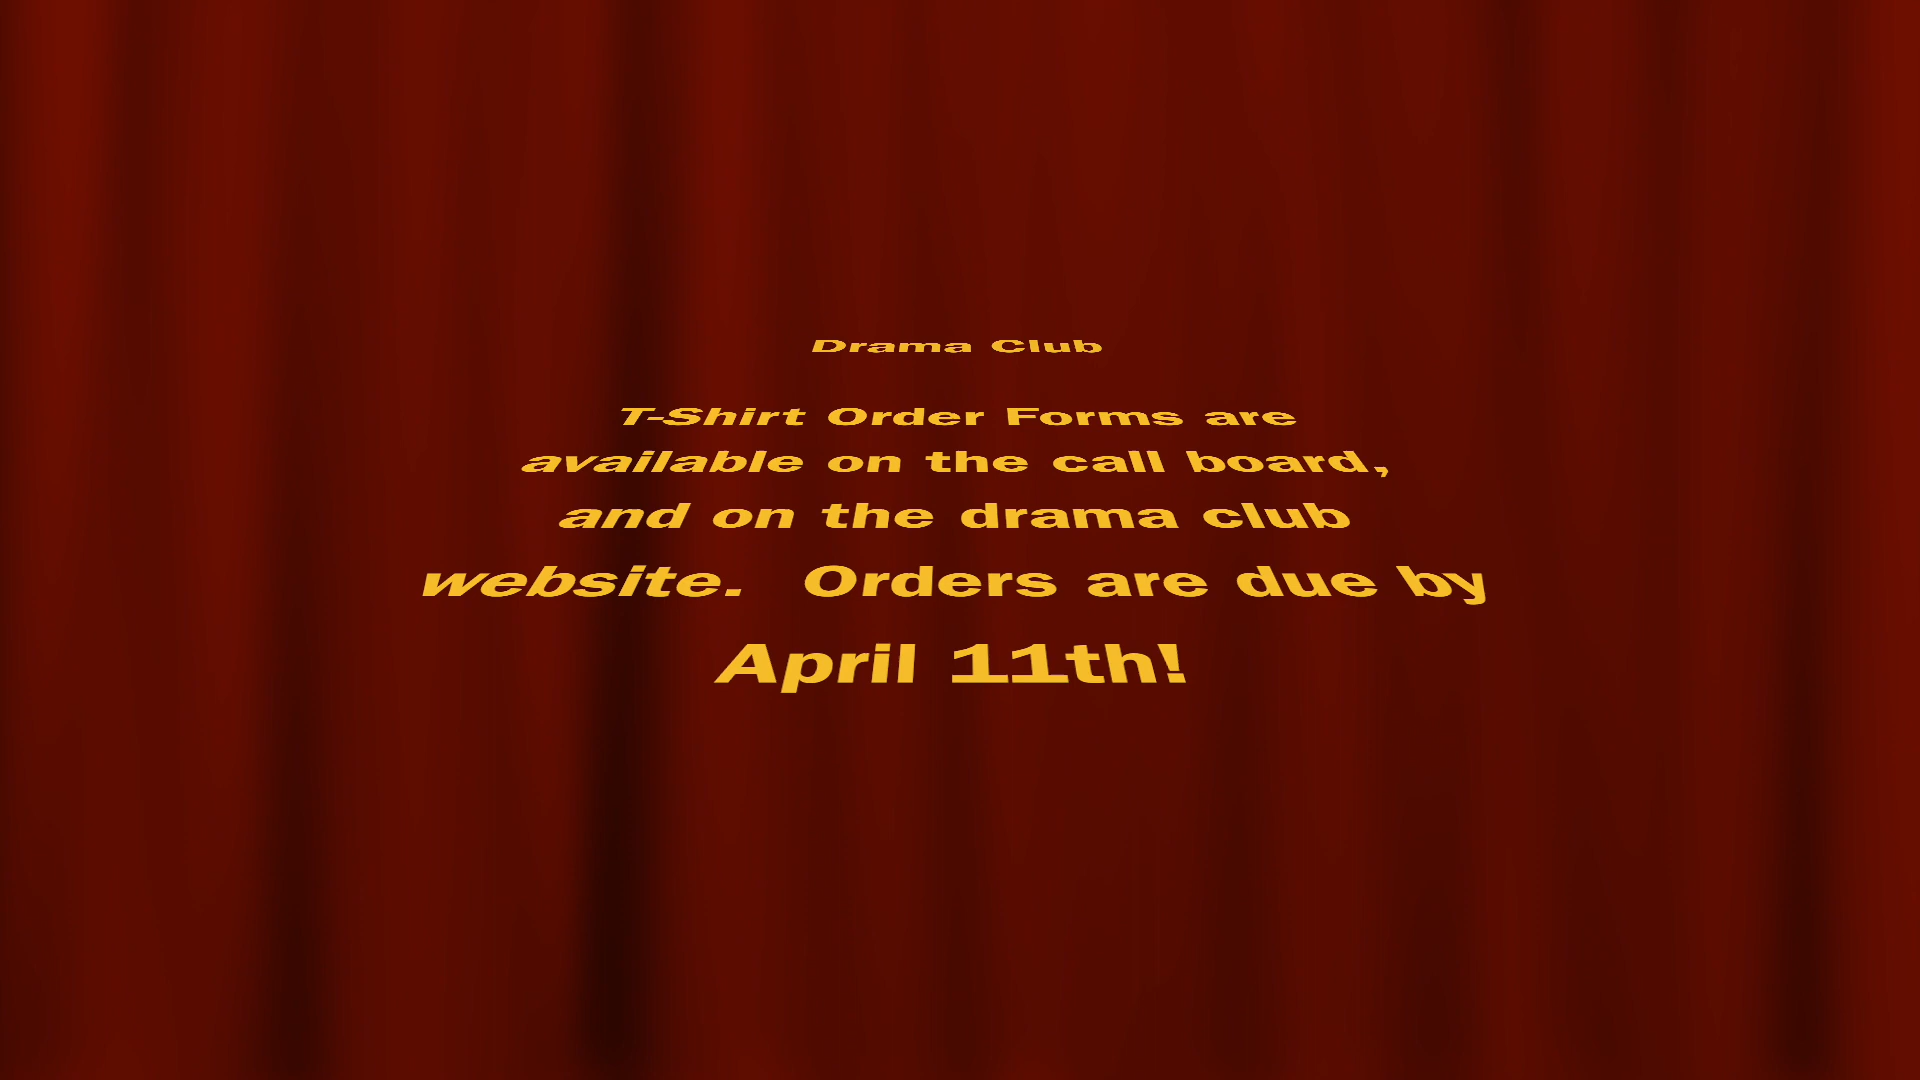 Drama Club
T-Shirt Order Forms are
available on the call board,
and on the drama club
website.  Orders are due by
April 11th!